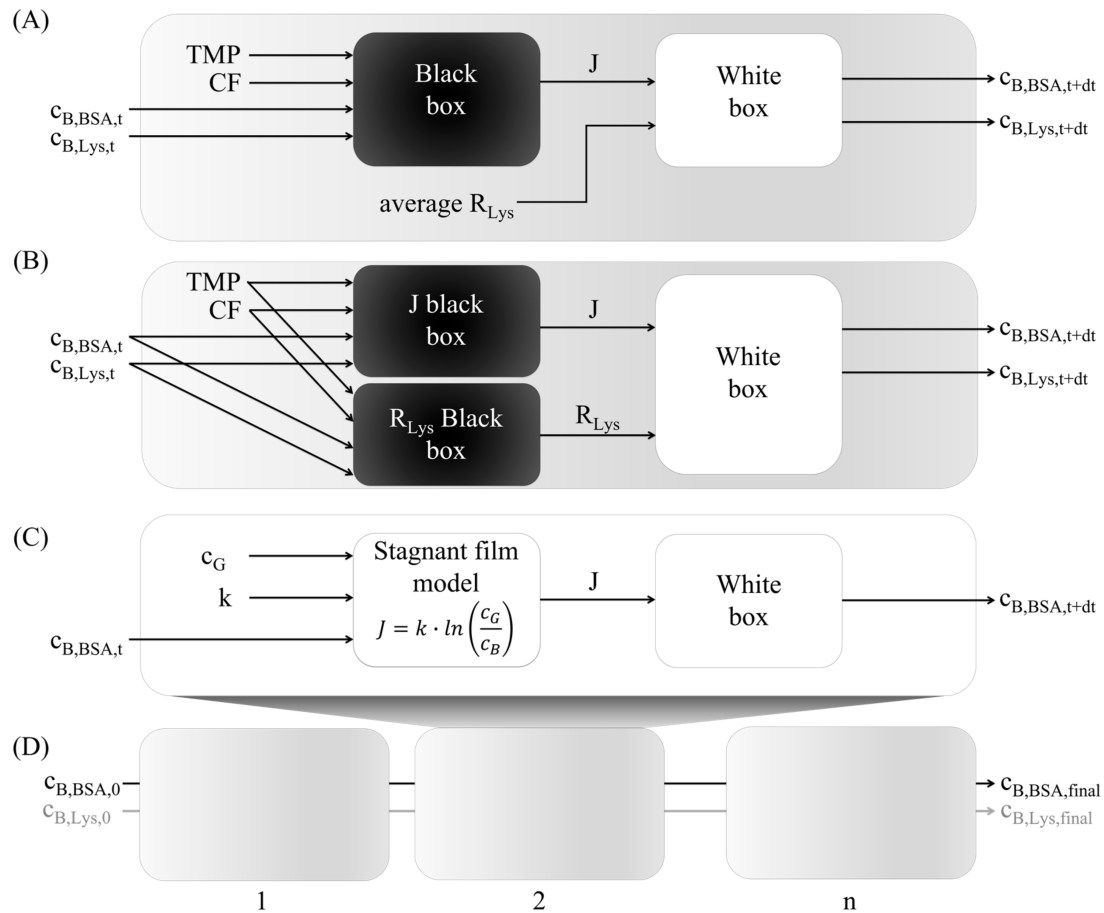 (A)
TMP
CF
c_B,BSA,t
c_B,Lys,t
Black
box
J
average R_Lys
White
box
c_B,BSA,t+dt
c_B,Lys,t+dt
(B)
TMP
CF
c_B,BSA,t
c_B,Lys,t
J black
box
R_Lys Black
box
J
R_Lys
White
box
c_B,BSA,t+dt
c_B,Lys,t+dt
(C)
c_G
k
c_B,BSA,t
Stagnant film
model
J = k · ln(c_G/c_B)
J
White
box
c_B,BSA,t+dt
(D)
c_B,BSA,0
c_B,Lys,0
c_B,BSA,final
c_B,Lys,final
1
2
n